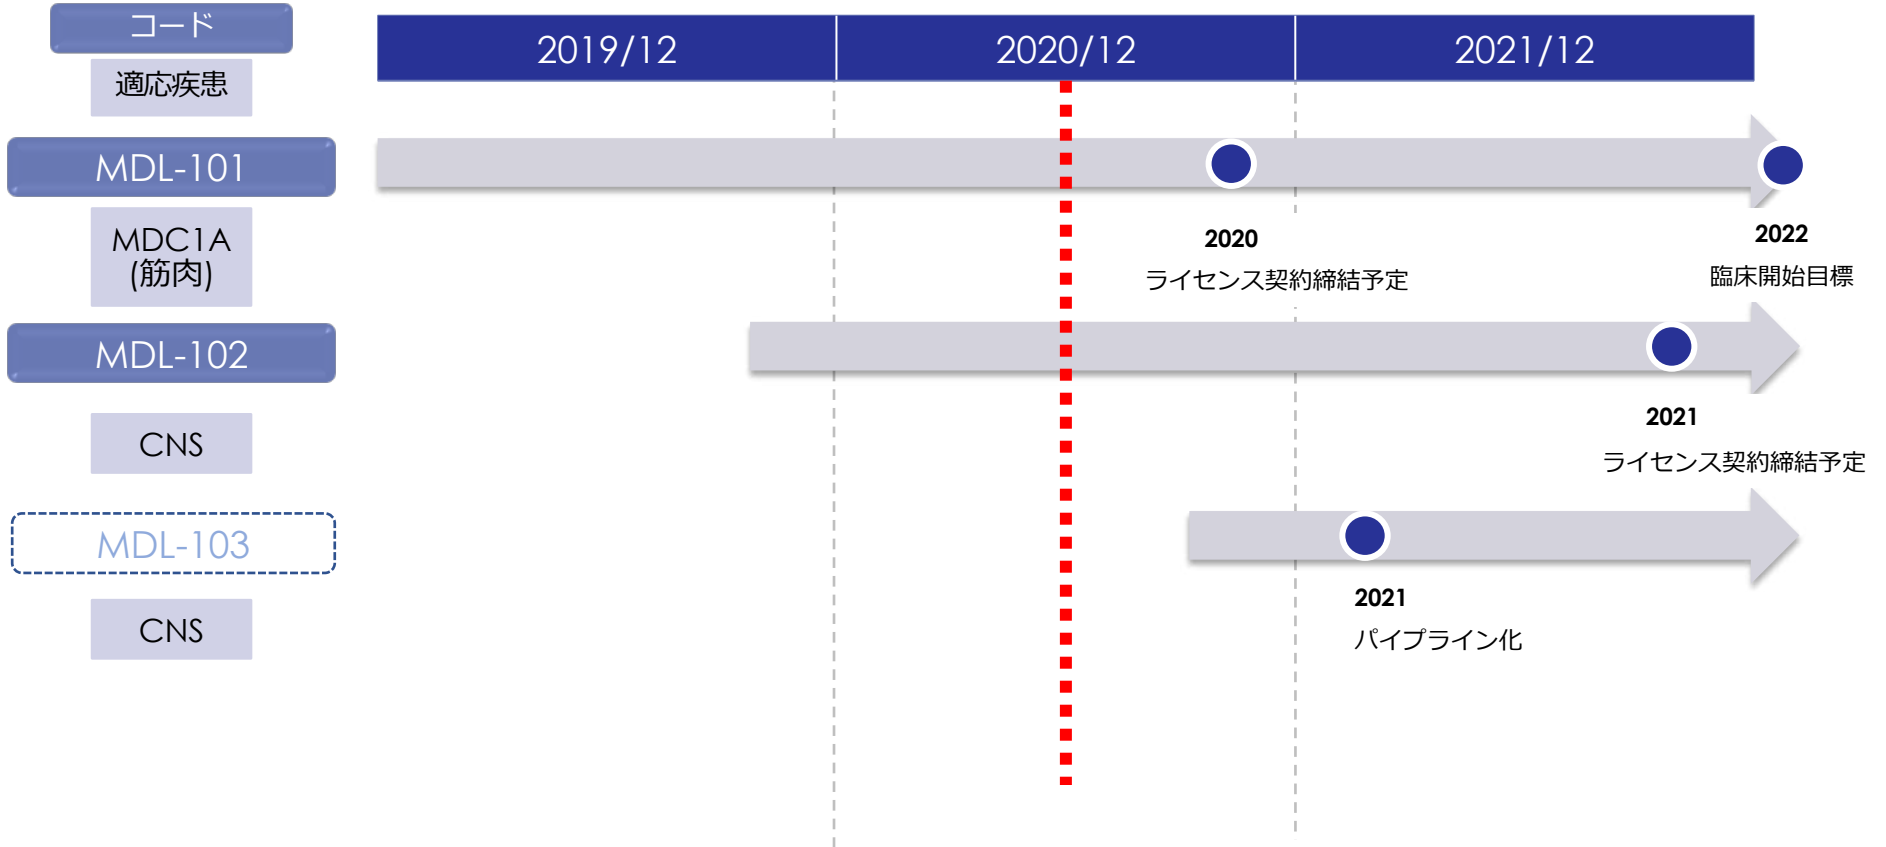 コード
2019/12
2020/12
2021/12
適応疾患
MDL-101
MDC1A
(筋肉)
2020
ライセンス契約締結予定
2022
臨床開始目標
MDL-102
CNS
2021
ライセンス契約締結予定
MDL-103
CNS
2021
パイプライン化